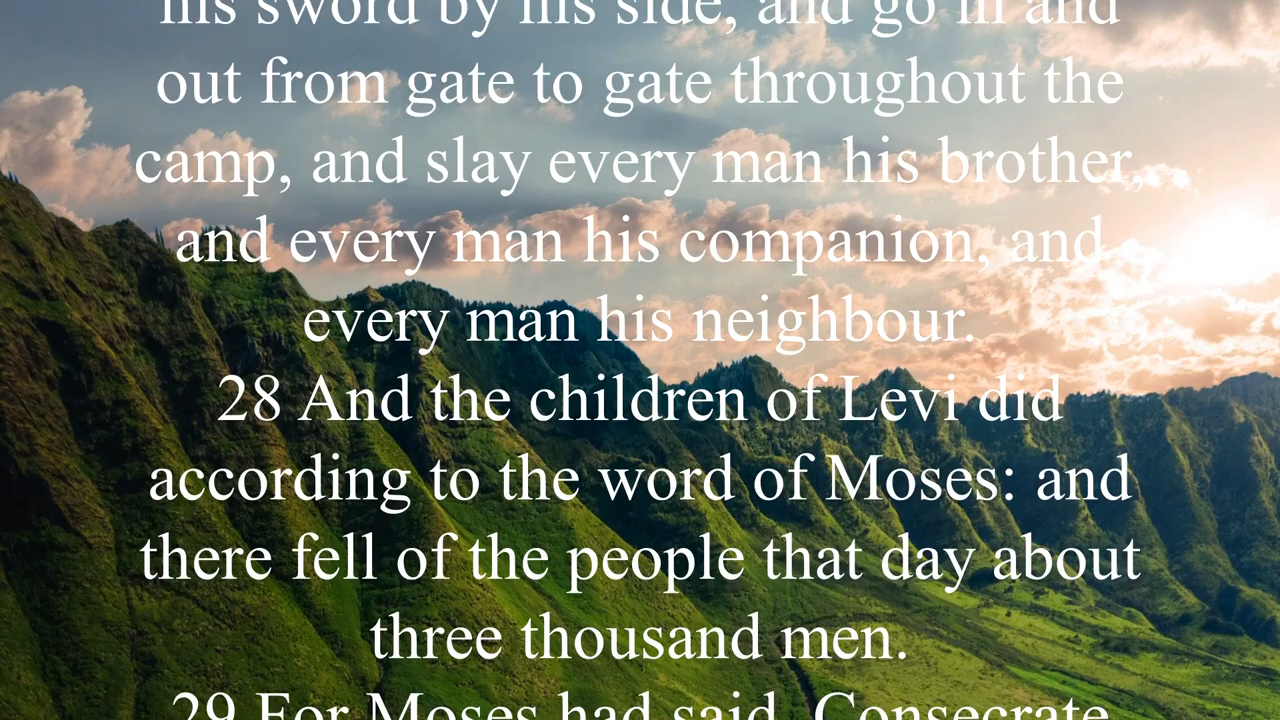 his sword by his side, and go in and
out from gate to gate throughout the
camp, and slay every man his brother,
and every man his companion, and
every man his neighbour.
28 And the children of Levi did
according to the word of Moses: and
there fell of the people that day about
three thousand men.
29 For Moses had said, Consecrate